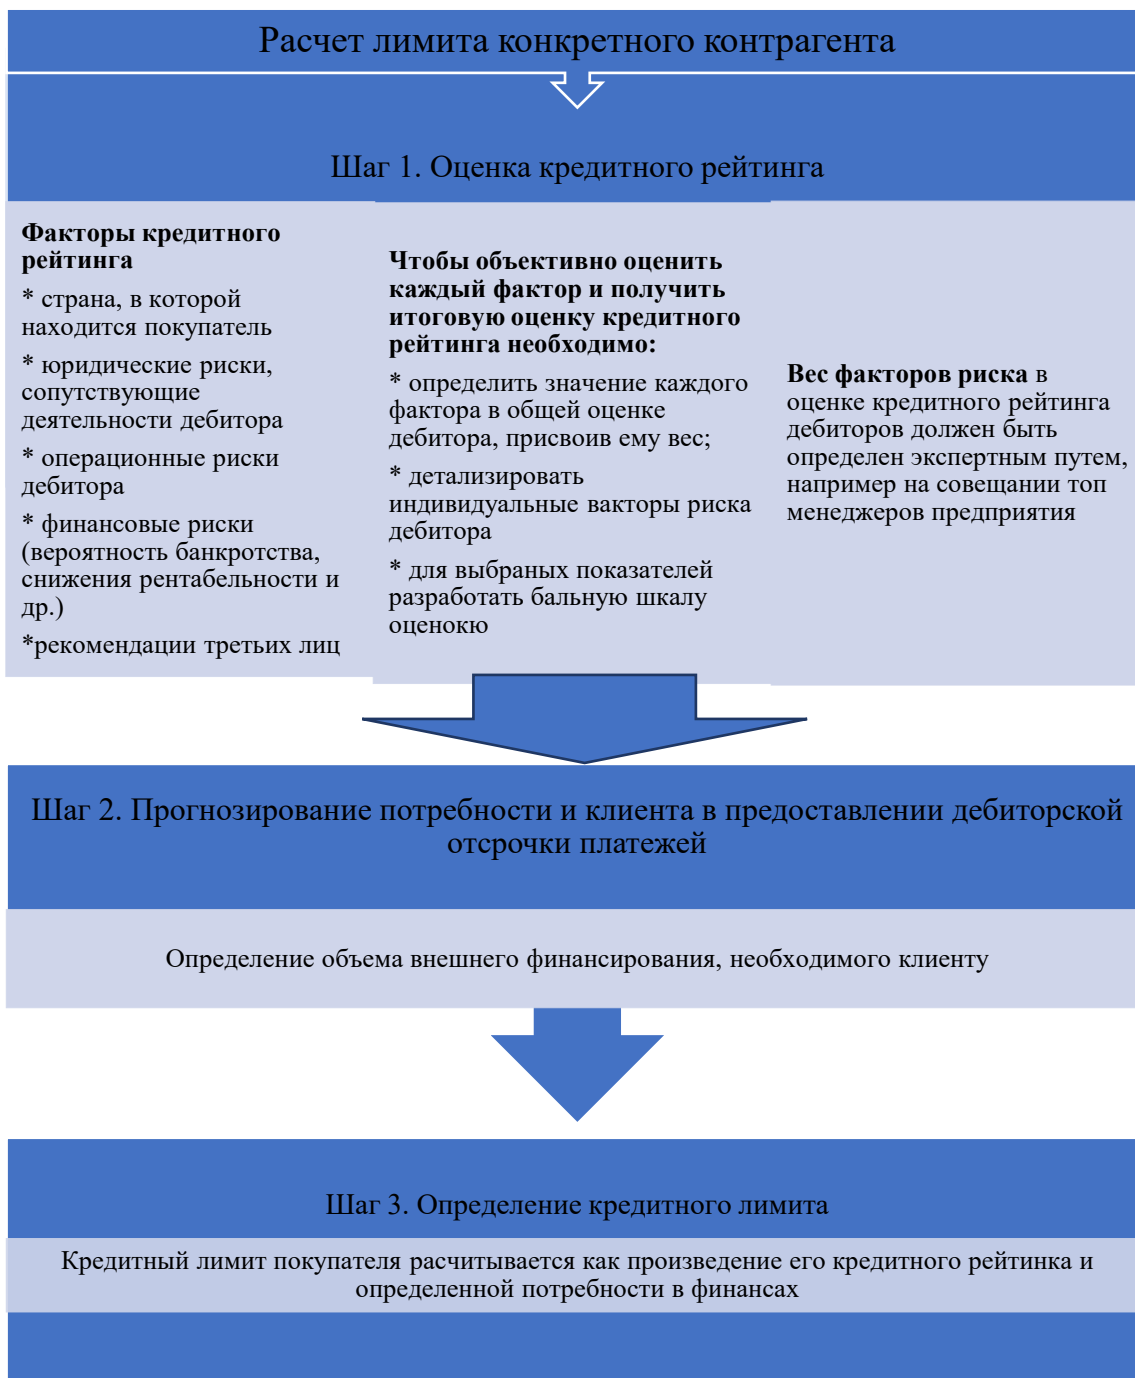 Расчет лимита конкретного контрагента
Шаг 1. Оценка кредитного рейтинга
Факторы кредитного
рейтинга
* страна, в которой
находится покупатель
* юридические риски,
сопутствующие
деятельности дебитора
* операционные риски
дебитора
* финансовые риски
(вероятность банкротства,
снижения рентабельности и
др.)
*рекомендации третьих лиц
Чтобы объективно оценить
каждый фактор и получить
итоговую оценку кредитного
рейтинга необходимо:
* определить значение каждого
фактора в общей оценке
дебитора, присвоив ему вес;
* детализировать
индивидуальные вакторы риска
дебитора
* для выбраных показателей
разработать бальную шкалу
оценокю
Вес факторов риска в
оценке кредитного рейтинга
дебиторов должен быть
определен экспертным путем,
например на совещании топ
менеджеров предприятия
Шаг 2. Прогнозирование потребности и клиента в предоставлении дебиторской
отсрочки платежей
Определение объема внешнего финансирования, необходимого клиенту
Шаг 3. Определение кредитного лимита
Кредитный лимит покупателя расчитывается как произведение его кредитного рейтинка и
определенной потребности в финансах